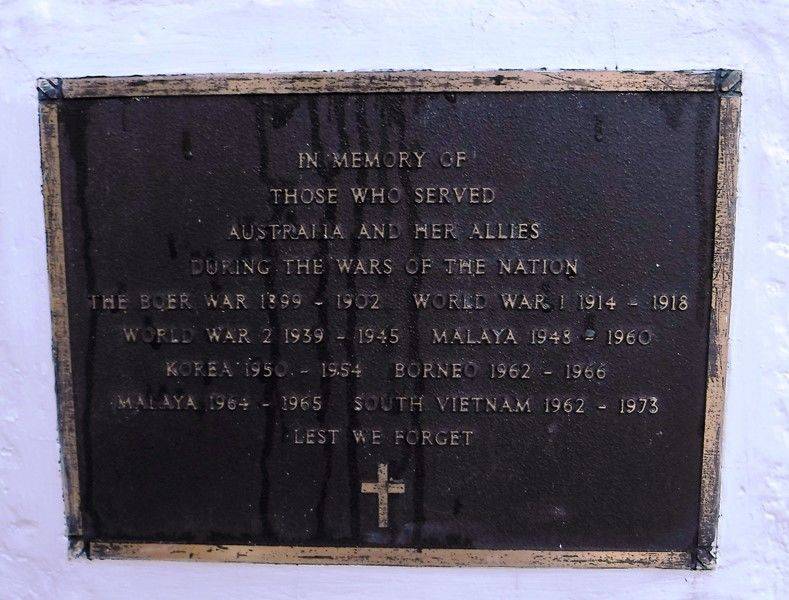 IN MEMORY OF
THOSE WHO SERVED
AUSTRALIA AND HER ALLIES
DURING THE WARS OF THE NATION
THE BOER WAR 1899 - 1902 WORLD WAR 1 1914 - 1918
WORLD WAR 2 1939 - 1945 MALAYA 1948 - 1960
KOREA 1950 - 1954 BORNEO 1962 - 1966
MALAYA 1964 - 1965 SOUTH VIETNAM 1962 - 1973
LEST WE FORGET